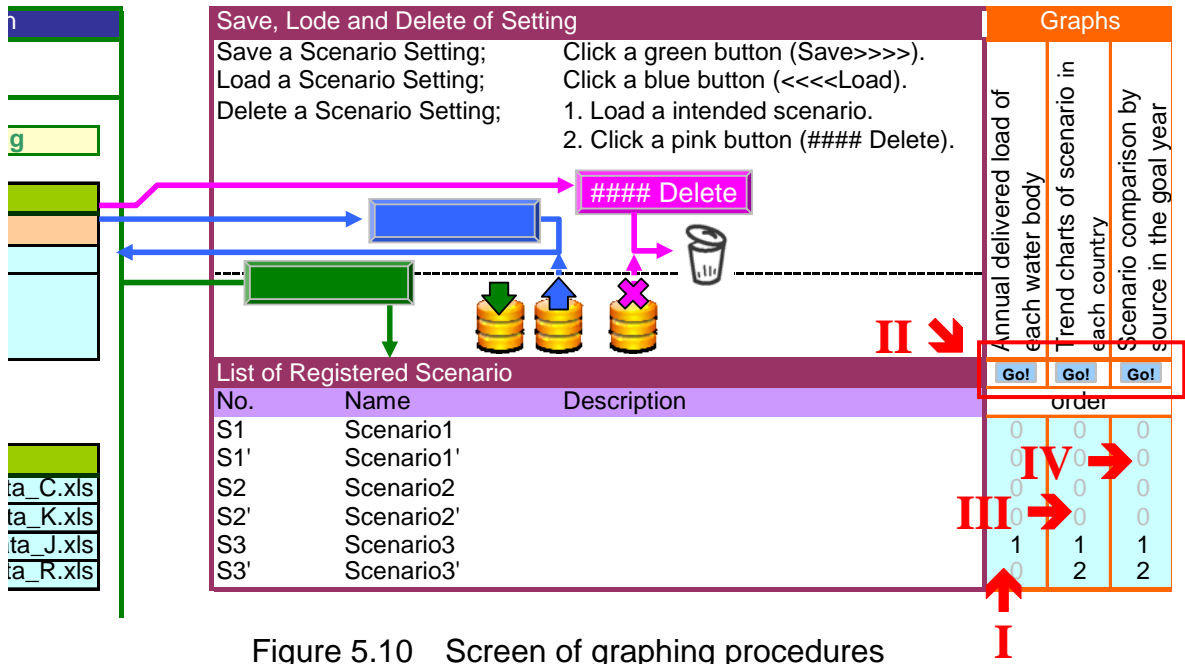 n
g
ta_C.xls
ta_K.xls
ta_J.xls
ta_R.xls
Save, Lode and Delete of Setting
Save a Scenario Setting; Click a green button (Save>>>>).
Load a Scenario Setting; Click a blue button (<<<<Load).
Delete a Scenario Setting; 1. Load a intended scenario.
2. Click a pink button (#### Delete).
#### Delete
Graphs
Annual delivered load of
each water body
Trend charts of scenario in
each country
Scenario comparison by
source in the goal year
II
Go! Go! Go!
List of Registered Scenario
No. Name Description order
S1 Scenario1 0 0 0
S1' Scenario1' 0 0 0
IV
S2 Scenario2 0 0 0
S2' Scenario2' 0 0 0
III
S3 Scenario3 1 1 1
S3' Scenario3' 0 2 2
I
Figure 5.10 Screen of graphing procedures